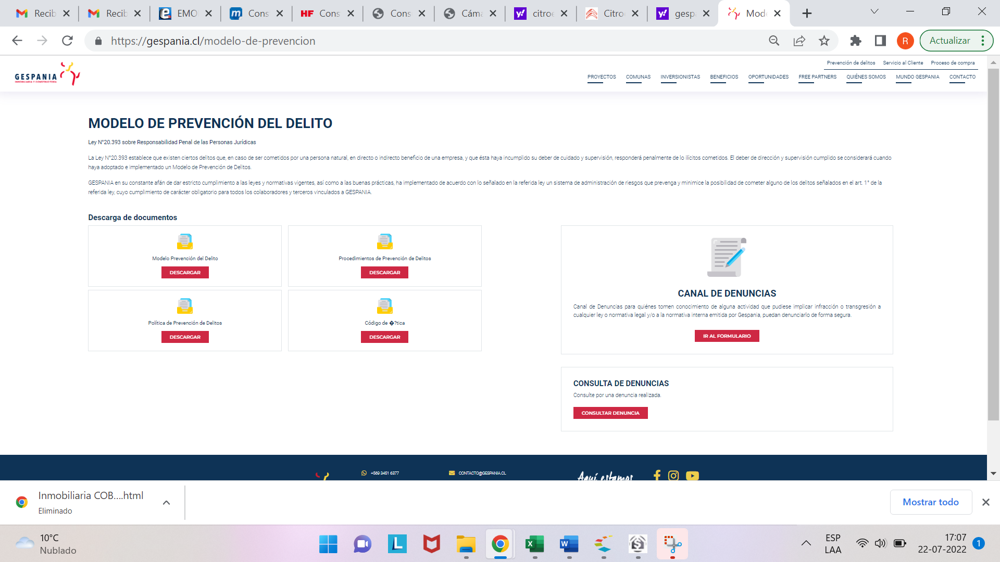 Recib
Recib
EMO
Cons
HF Cons
Cons
Cáma
citroe
Citro
gespa
Mode
https://gespania.cl/modelo-de-prevencion
R
Actualizar
GESPANIA
INMOBILIARIA Y CONSTRUCTORA
Prevención de delitos Servicio al Cliente Proceso de compra
PROYECTOS COMUNAS INVERSIONISTAS BENEFICIOS OPORTUNIDADES FREE PARTNERS QUIÉNES SOMOS MUNDO GESPANIA CONTACTO
MODELO DE PREVENCIÓN DEL DELITO
Ley N°20.393 sobre Responsabilidad Penal de las Personas Jurídicas
La Ley N°20.393 establece que existen ciertos delitos que, en caso de ser cometidos por una persona natural, en directo o indirecto beneficio de una empresa, y que ésta haya incumplido su deber de cuidado y supervisión, responderá penalmente de lo ilícitos cometidos. El deber de dirección y supervisión cumplido se considerará cuando
haya adoptado e implementado un Modelo de Prevención de Delitos.
GESPANIA en su constante afán de dar estricto cumplimiento a las leyes y normativas vigentes, así como a las buenas prácticas, ha implementado de acuerdo con lo señalado en la referida ley un sistema de administración de riesgos que prevenga y minimice la posibilidad de cometer alguno de los delitos señalados en el art. 1° de la
referida ley, cuyo cumplimiento de carácter obligatorio para todos los colaboradores y terceros vinculados a GESPANIA.
Descarga de documentos
Modelo Prevención del Delito
DESCARGAR
Procedimientos de Prevención de Delitos
DESCARGAR
Política de Prevención de Delitos
DESCARGAR
Código de �?tica
DESCARGAR
CANAL DE DENUNCIAS
Canal de Denuncias para quiénes tomen conocimiento de alguna actividad que pudiese implicar infracción o transgresión a
cualquier ley o normativa legal y/o a la normativa interna emitida por Gespania, puedan denunciarlo de forma segura.
IR AL FORMULARIO
CONSULTA DE DENUNCIAS
Consulte por una denuncia realizada.
CONSULTAR DENUNCIA
+569 3451 6377
CONTACTO@GESPANIA.CL
Aquí estamos
Inmobiliaria COB....html
Eliminado
Mostrar todo
10°C
Nublado
ESP
LAA
17:07
22-07-2022
1